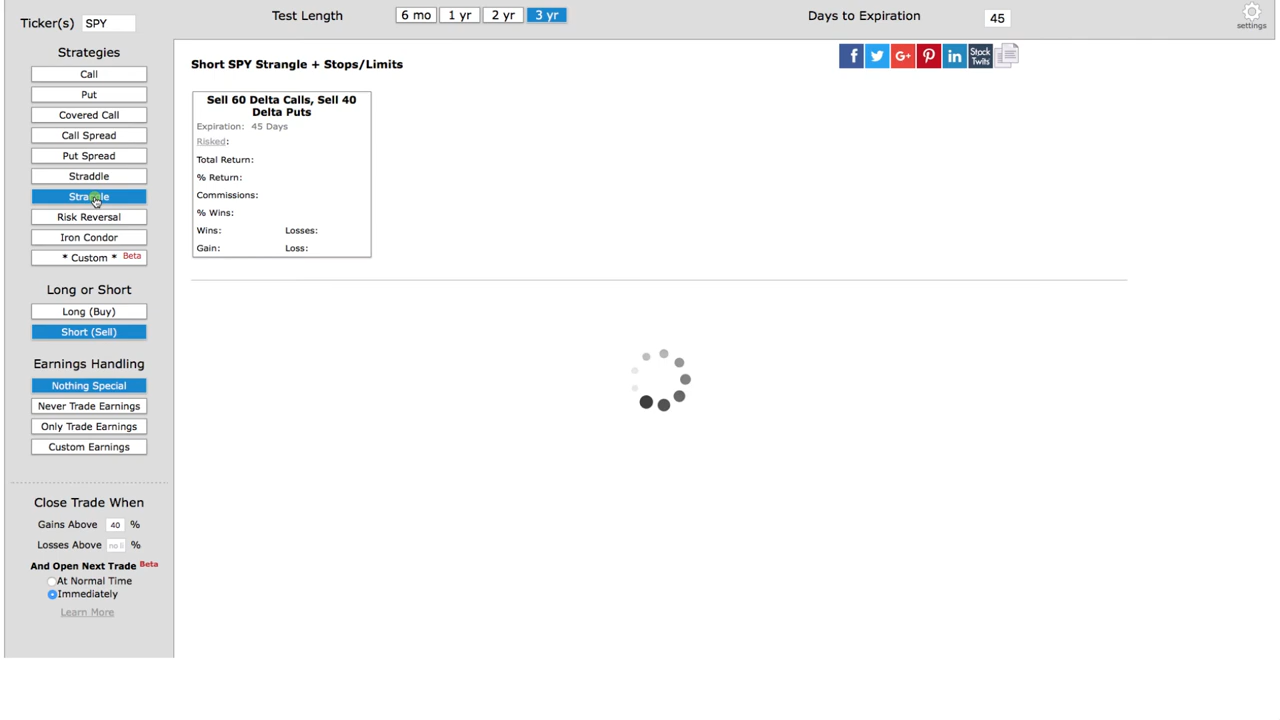 Ticker(s) SPY
Test Length 6 mo 1 yr 2 yr 3 yr
Days to Expiration 45
settings
Strategies
Call
Put
Covered Call
Call Spread
Put Spread
Straddle
Strangle
Risk Reversal
Iron Condor
* Custom * Beta
Long or Short
Long (Buy)
Short (Sell)
Earnings Handling
Nothing Special
Never Trade Earnings
Only Trade Earnings
Custom Earnings
Close Trade When
Gains Above 40 %
Losses Above no li %
And Open Next Trade Beta
At Normal Time
Immediately
Learn More
Short SPY Strangle + Stops/Limits
f G+ in Stock
Twits
Sell 60 Delta Calls, Sell 40
Delta Puts
Expiration: 45 Days
Risked:
Total Return:
% Return:
Commissions:
% Wins:
Wins: Losses:
Gain: Loss: